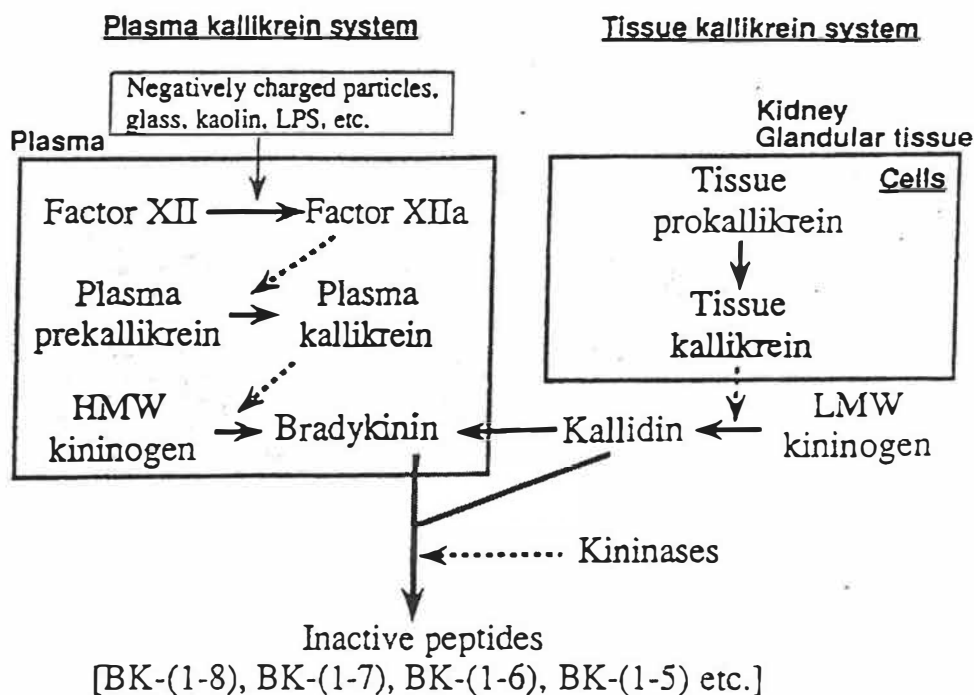 Plasma kallikrein system
Tissue kallikrein system
Negatively charged particles,
glass, kaolin, LPS, etc.
Plasma
Kidney
Glandular tissue
Cells
Factor XII
Factor XIIa
Plasma
prekallikrein
Plasma
kallikrein
HMW
kininogen
Bradykinin
Tissue
prokallikrein
Tissue
kallikrein
Kallidin
LMW
kininogen
Kininases
Inactive peptides
[BK-(1-8), BK-(1-7), BK-(1-6), BK-(1-5) etc.]